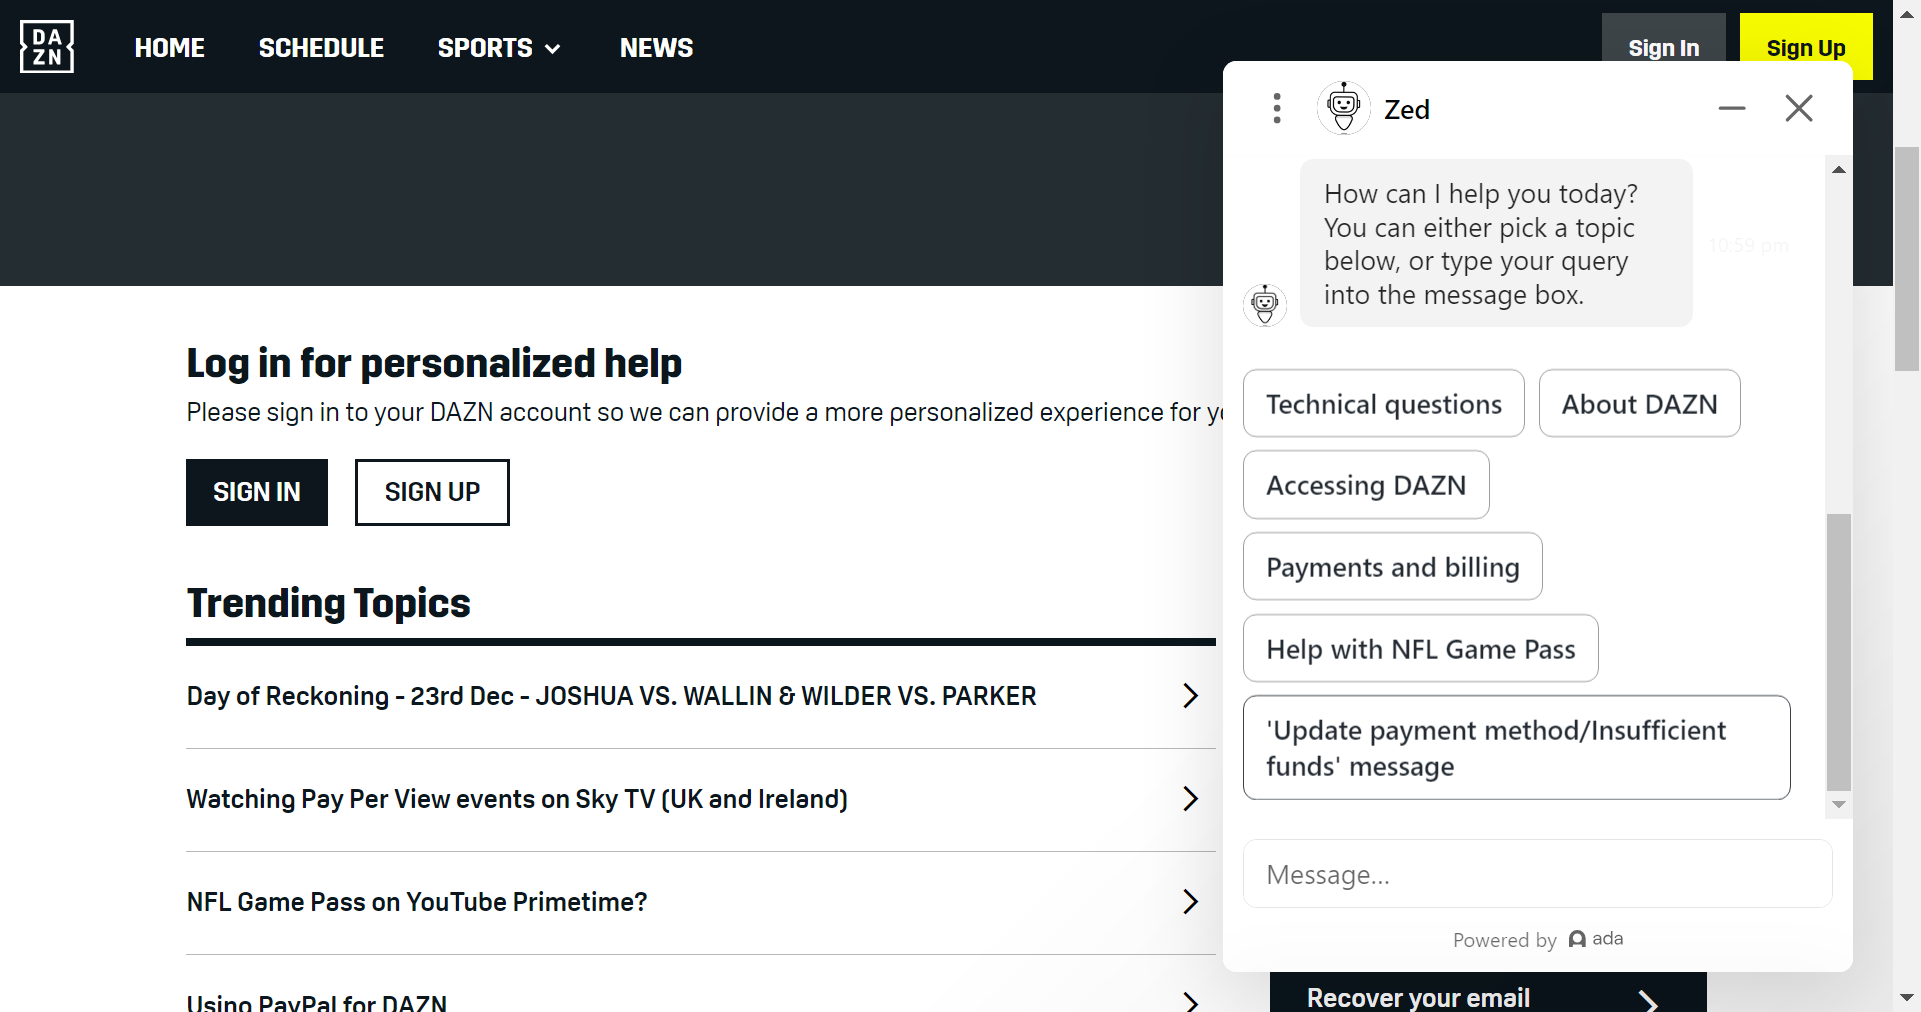 DA
ZN
HOME
SCHEDULE
SPORTS
NEWS
Sign In
Sign Up
Zed
How can I help you today?
You can either pick a topic
below, or type your query
into the message box.
10:59 pm
Technical questions
About DAZN
Accessing DAZN
Payments and billing
Help with NFL Game Pass
'Update payment method/Insufficient
funds' message
Message...
Powered by ada
Log in for personalized help
Please sign in to your DAZN account so we can provide a more personalized experience for
SIGN IN
SIGN UP
Trending Topics
Day of Reckoning - 23rd Dec - JOSHUA VS. WALLIN & WILDER VS. PARKER
Watching Pay Per View events on Sky TV (UK and Ireland)
NFL Game Pass on YouTube Primetime?
Using PayPal for DAZN
Recover your email